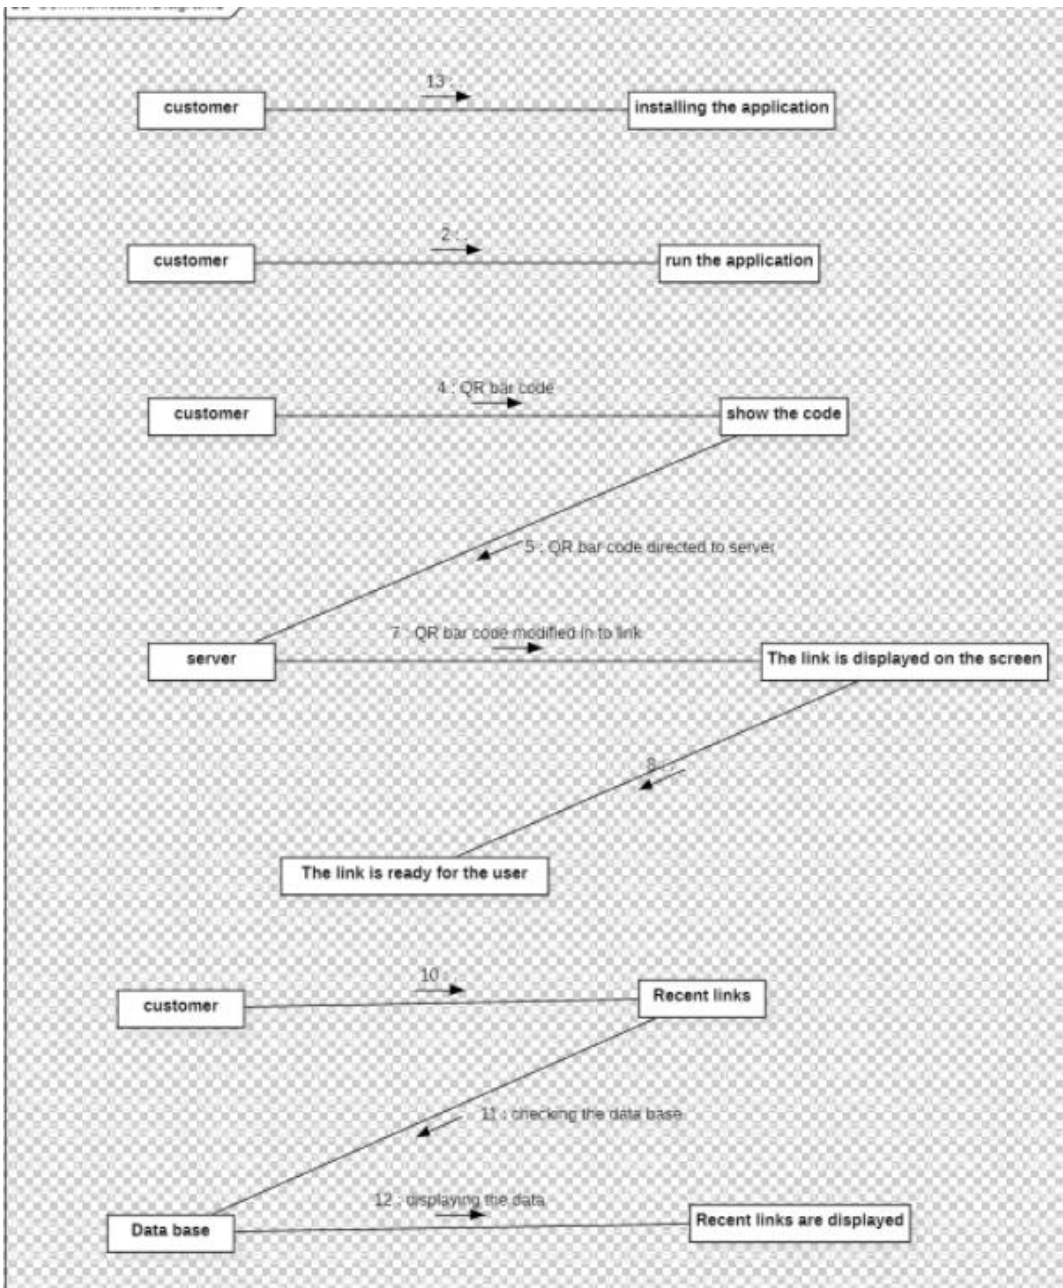 13 : .
customer
installing the application
2 : .
customer
run the application
4 : QR bar code
customer
show the code
5 : QR bar code directed to server
7 : QR bar code modified in to link
server
The link is displayed on the screen
8 : .
The link is ready for the user
10 : .
customer
Recent links
11 : checking the data base
12 : displaying the data
Data base
Recent links are displayed